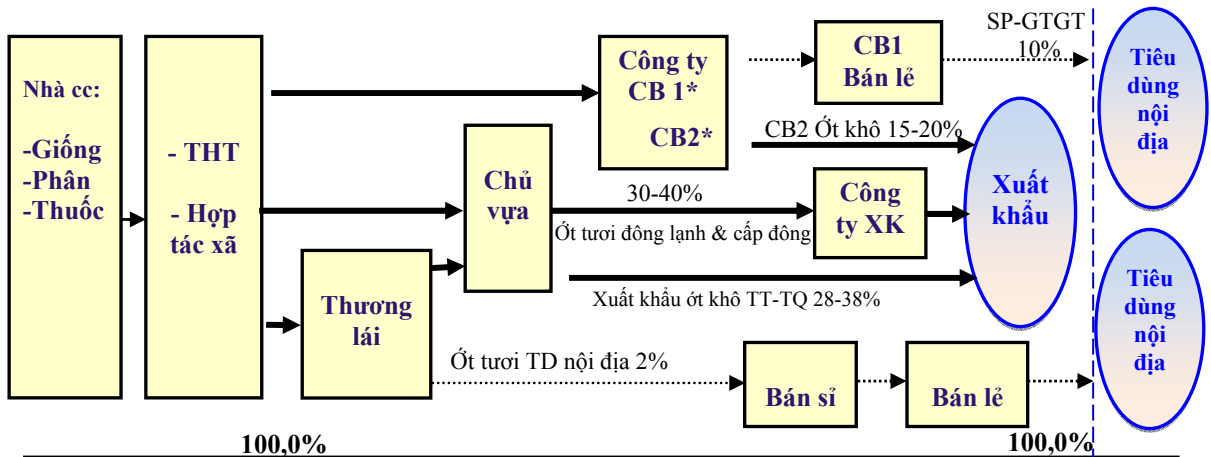 Nhà cc:
-Giống
-Phân
-Thuốc
- THT
- Hợp
tác xã
Thương
lái
Chủ
vựa
Công ty
CB 1*
CB2*
CB1
Bán lẻ
SP-GTGT
10%
CB2 Ớt khô 15-20%
30-40%
Ớt tươi đông lạnh & cấp đông
Công
ty XK
Xuất
khẩu
Xuất khẩu ớt khô TT-TQ 28-38%
Ớt tươi TD nội địa 2%
Bán sỉ
Bán lẻ
Tiêu
dùng
nội
địa
Tiêu
dùng
nội
địa
100,0%
100,0%